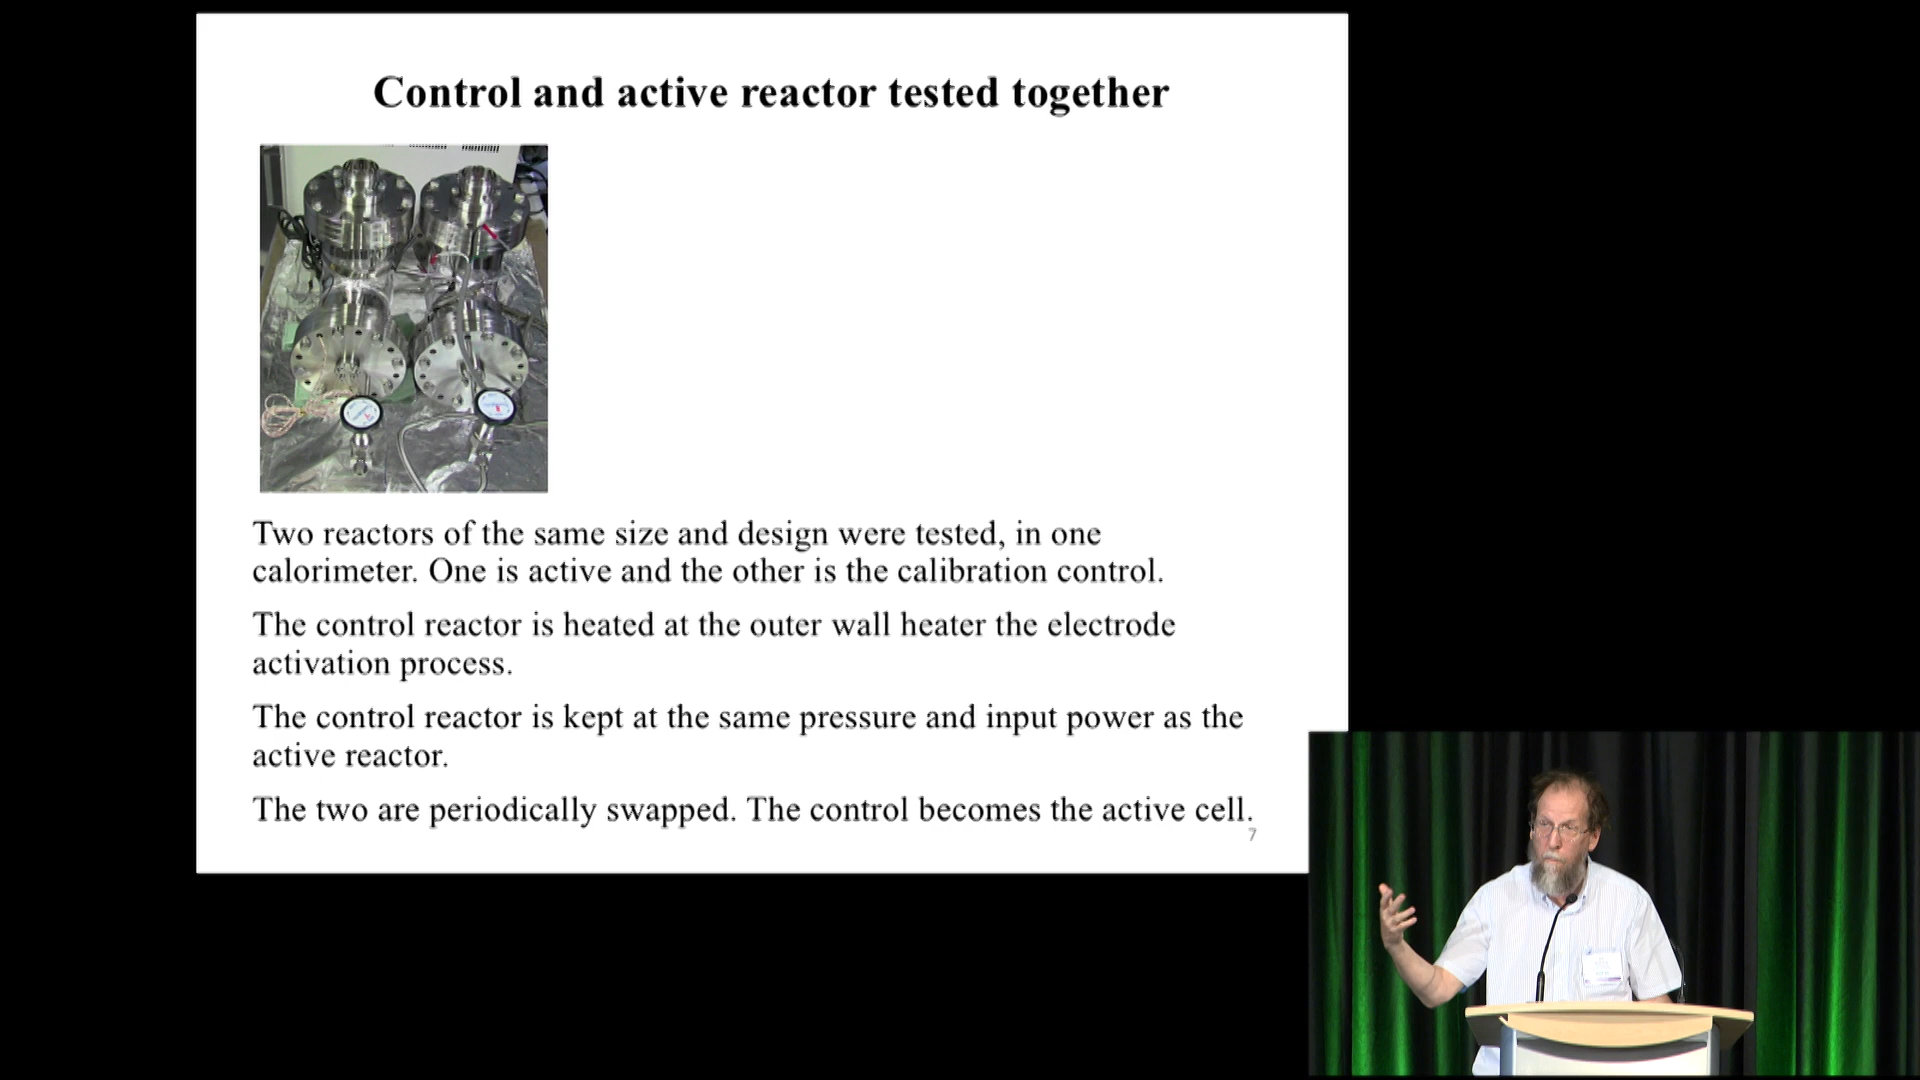 Control and active reactor tested together
Two reactors of the same size and design were tested, in one
calorimeter. One is active and the other is the calibration control.
The control reactor is heated at the outer wall heater the electrode
activation process.
The control reactor is kept at the same pressure and input power as the
active reactor.
The two are periodically swapped. The control becomes the active cell.
7